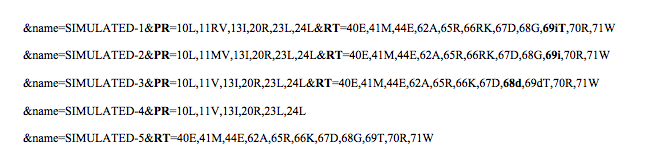 &name=SIMULATED-1&PR=10L,11RV,13I,20R,23L,24L&RT=40E,41M,44E,62A,65R,66RK,67D,68G,69iT,70R,71W
&name=SIMULATED-2&PR=10L,11MV,13I,20R,23L,24L&RT=40E,41M,44E,62A,65R,66RK,67D,68G,69i,70R,71W
&name=SIMULATED-3&PR=10L,11V,13I,20R,23L,24L&RT=40E,41M,44E,62A,65R,66K,67D,68d,69dT,70R,71W
&name=SIMULATED-4&PR=10L,11V,13I,20R,23L,24L
&name=SIMULATED-5&RT=40E,41M,44E,62A,65R,66K,67D,68G,69T,70R,71W